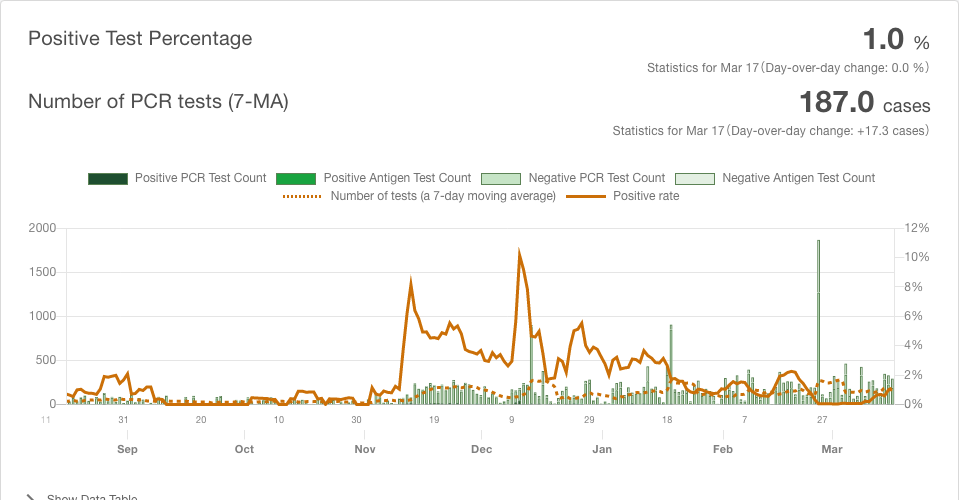 Positive Test Percentage
1.0 %
Statistics for Mar 17(Day-over-day change: 0.0 %)
Number of PCR tests (7-MA)
187.0 cases
Statistics for Mar 17(Day-over-day change: +17.3 cases)
Positive PCR Test Count Positive Antigen Test Count Negative PCR Test Count Negative Antigen Test Count
Number of tests (a 7-day moving average) Positive rate
2000 12%
10%
1500
8%
1000 6%
4%
500
2%
0 0%
11 31 20 10 30 19 9 29 18 7 27
Sep Oct Nov Dec Jan Feb Mar
Show Data Table